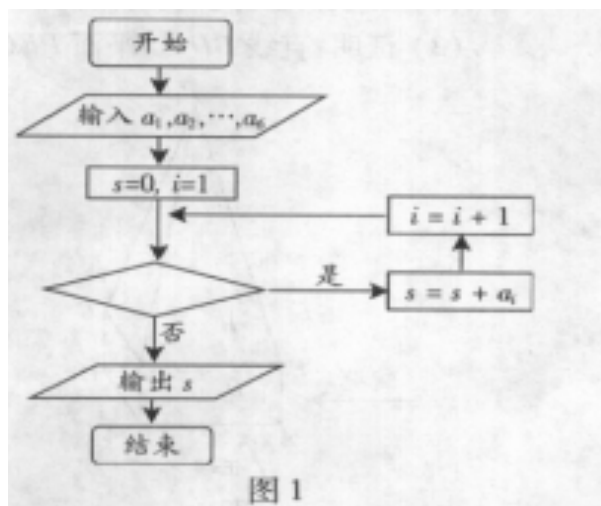 开始
输入 a₁,a₂,…,a₆
s=0, i=1
i = i + 1
是
s = s + aᵢ
否
输出 s
结束
图 1